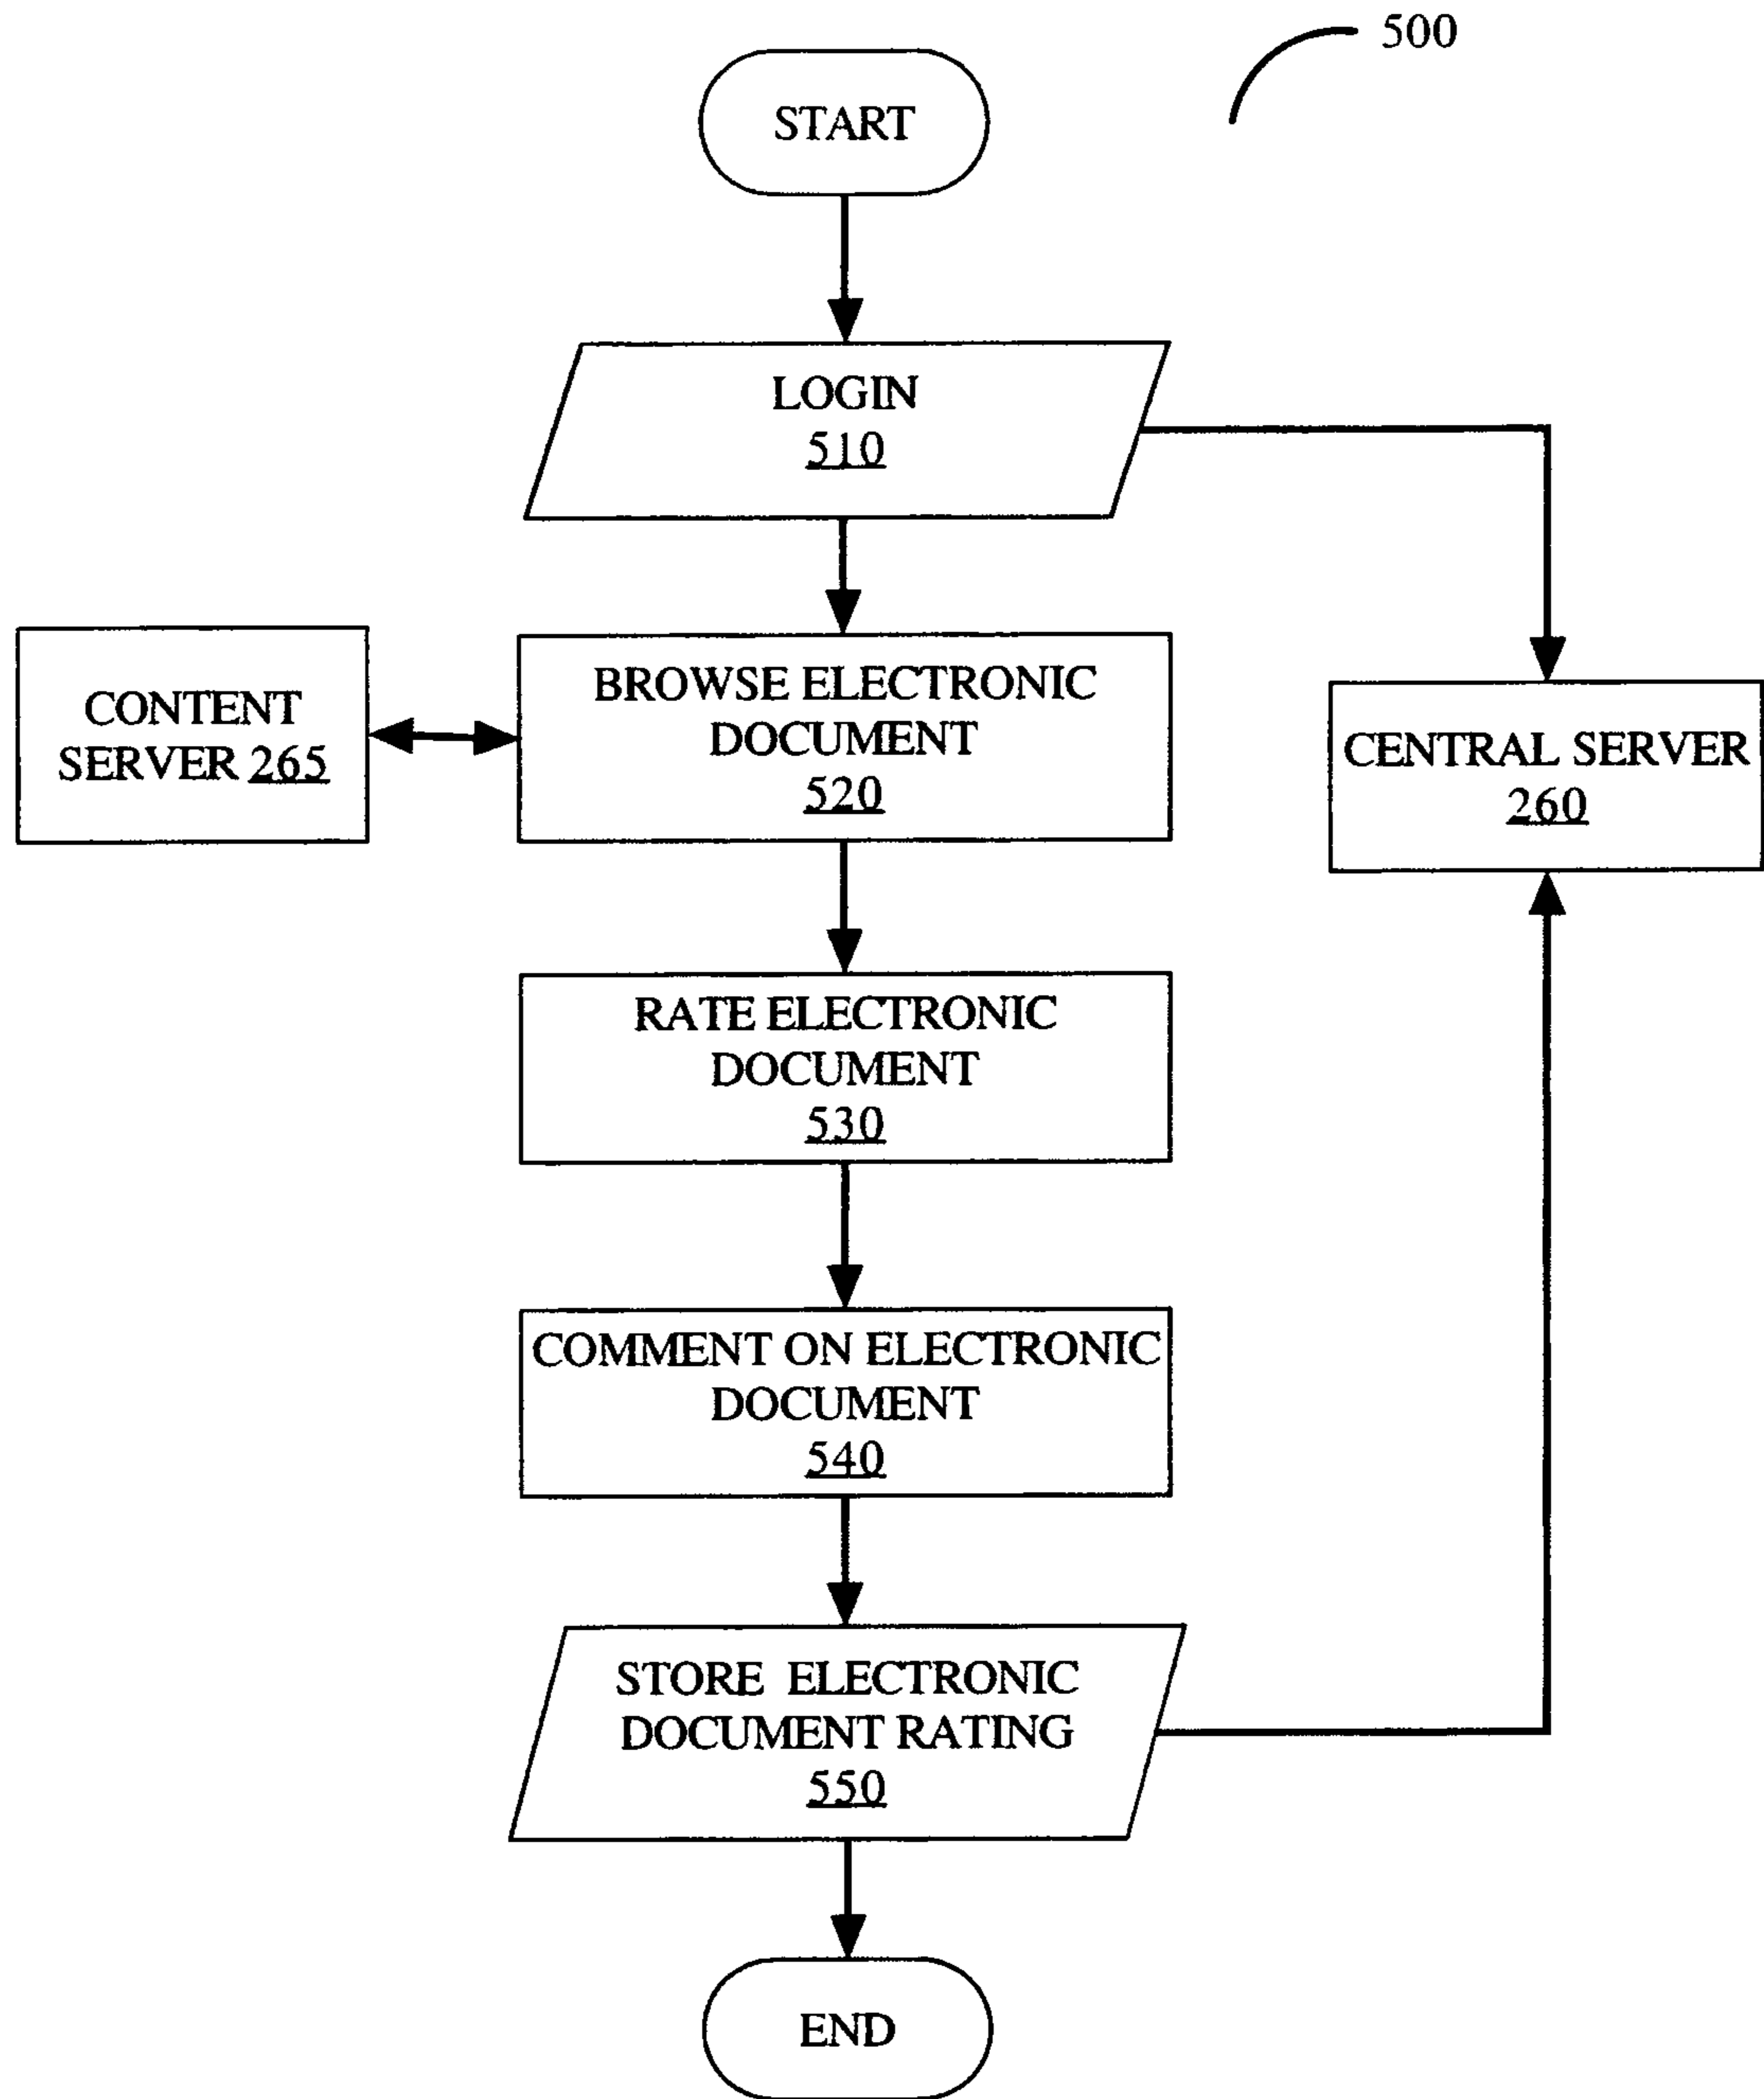 500
START
LOGIN
510
CONTENT
SERVER 265
BROWSE ELECTRONIC
DOCUMENT
520
CENTRAL SERVER
260
RATE ELECTRONIC
DOCUMENT
530
COMMENT ON ELECTRONIC
DOCUMENT
540
STORE ELECTRONIC
DOCUMENT RATING
550
END